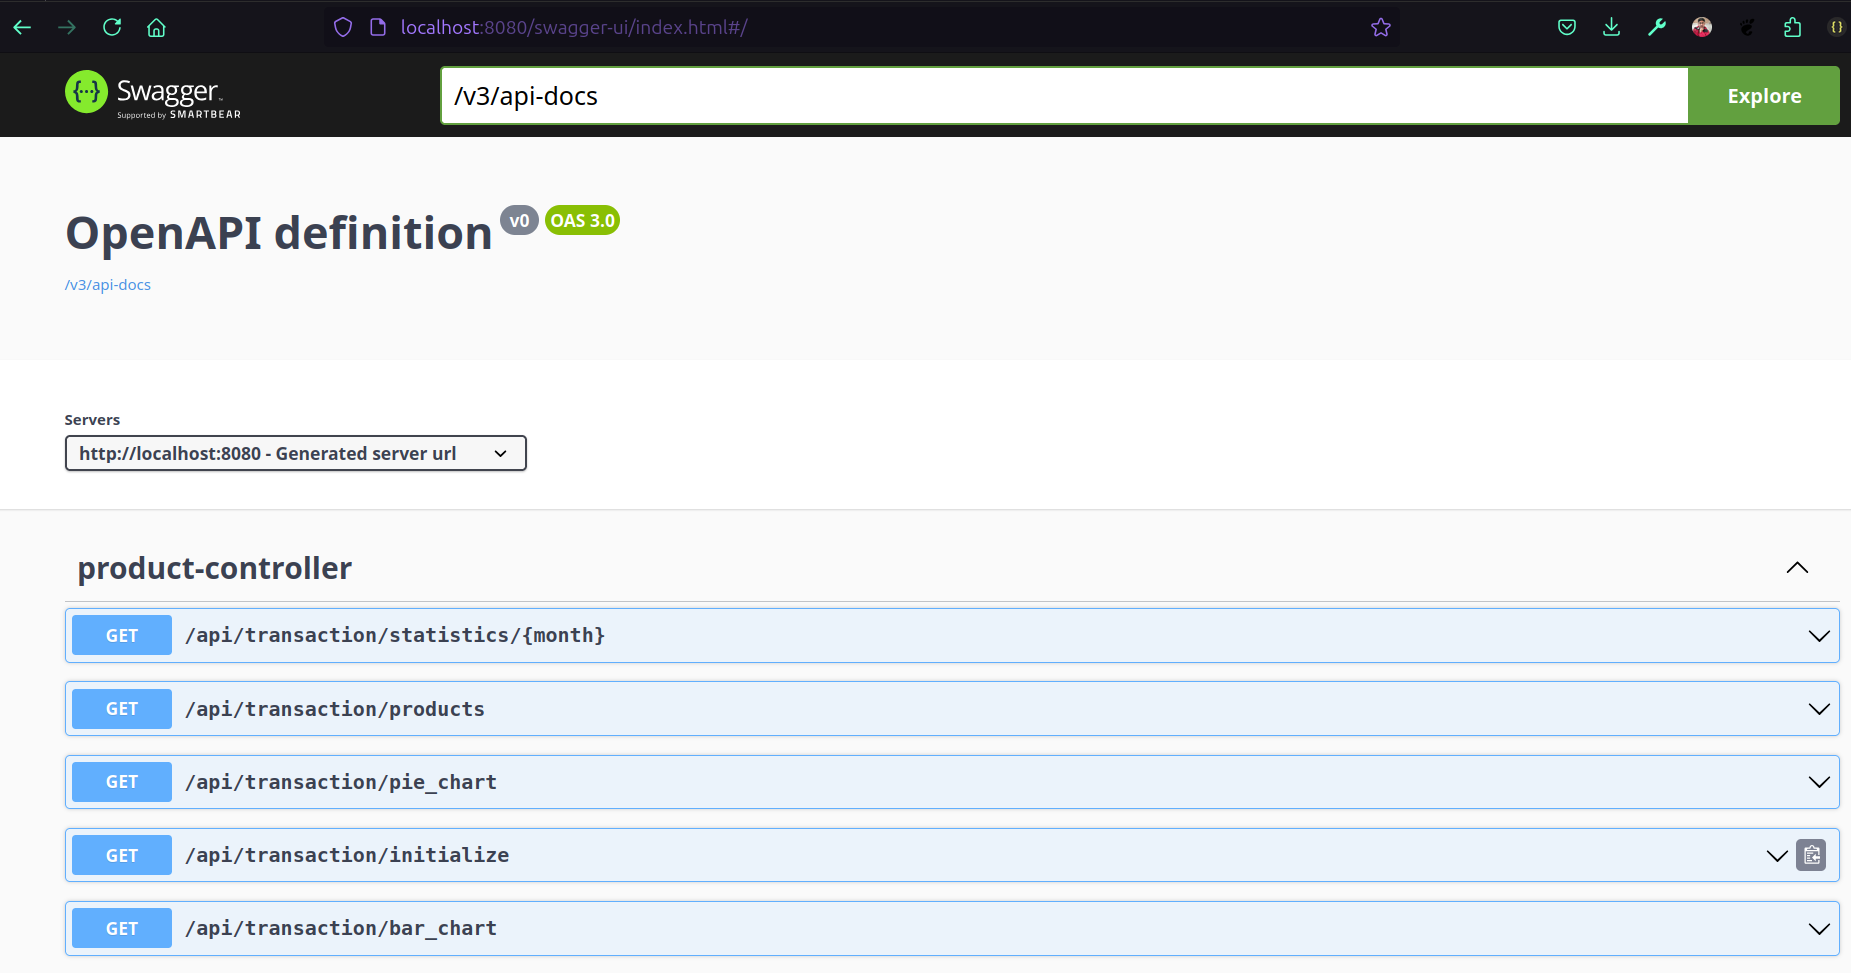 localhost:8080/swagger-ui/index.html#/
{}
{···} Swagger™
Supported by SMARTBEAR
/v3/api-docs
Explore
OpenAPI definition v0 OAS 3.0
/v3/api-docs
Servers
http://localhost:8080 - Generated server url
product-controller
GET /api/transaction/statistics/{month}
GET /api/transaction/products
GET /api/transaction/pie_chart
GET /api/transaction/initialize
GET /api/transaction/bar_chart